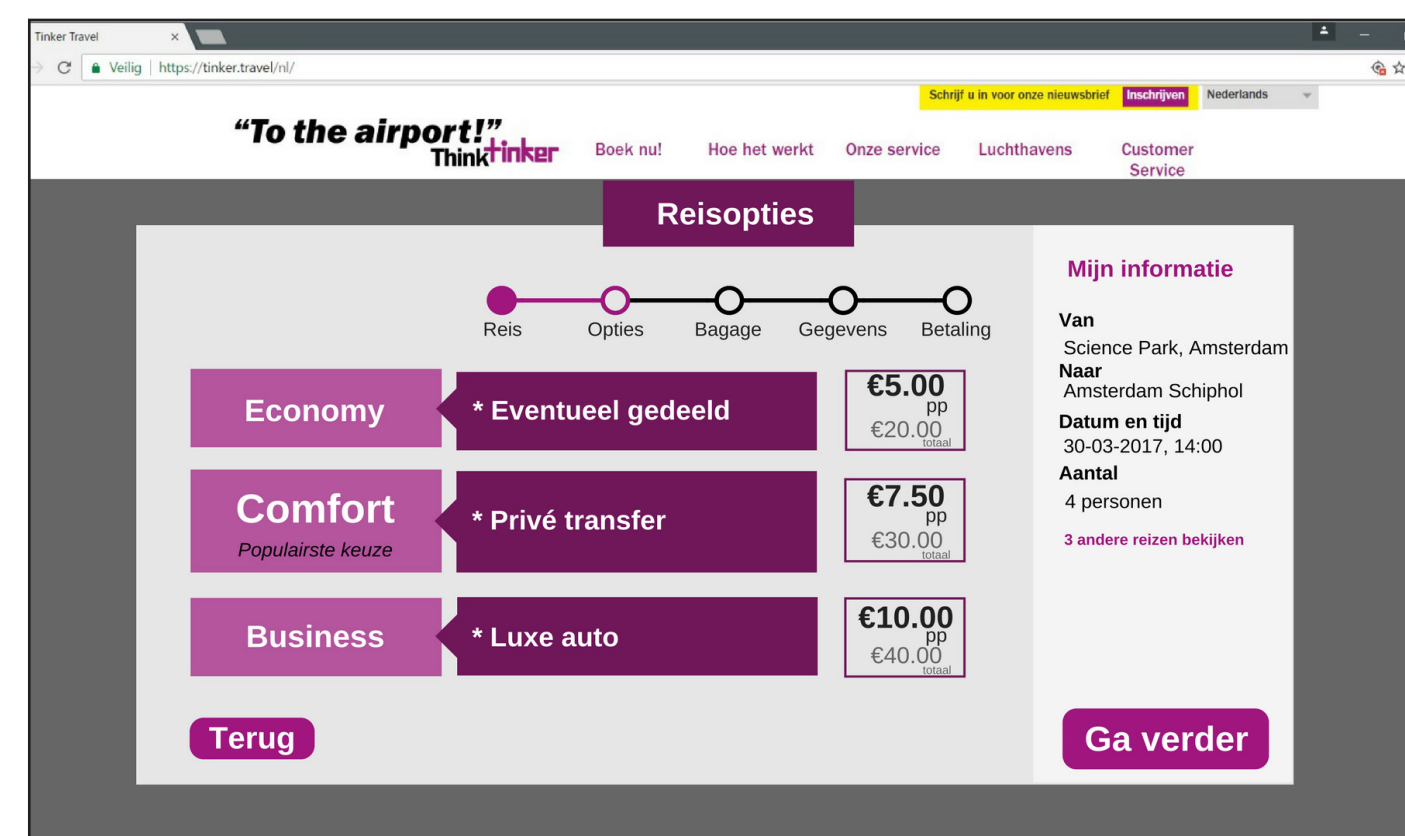 Tinker Travel
Veilig | https://tinker.travel/nl/
Schrijf u in voor onze nieuwsbrief Inschrijven Nederlands
“To the airport!”
Thinktinker
Boek nu! Hoe het werkt Onze service Luchthavens Customer Service
Reisopties
Reis Opties Bagage Gegevens Betaling
Economy
* Eventueel gedeeld
€5.00
pp
€20.00
totaal
Comfort
Populairste keuze
* Privé transfer
€7.50
pp
€30.00
totaal
Business
* Luxe auto
€10.00
pp
€40.00
totaal
Terug
Mijn informatie
Van
Science Park, Amsterdam
Naar
Amsterdam Schiphol
Datum en tijd
30-03-2017, 14:00
Aantal
4 personen
3 andere reizen bekijken
Ga verder